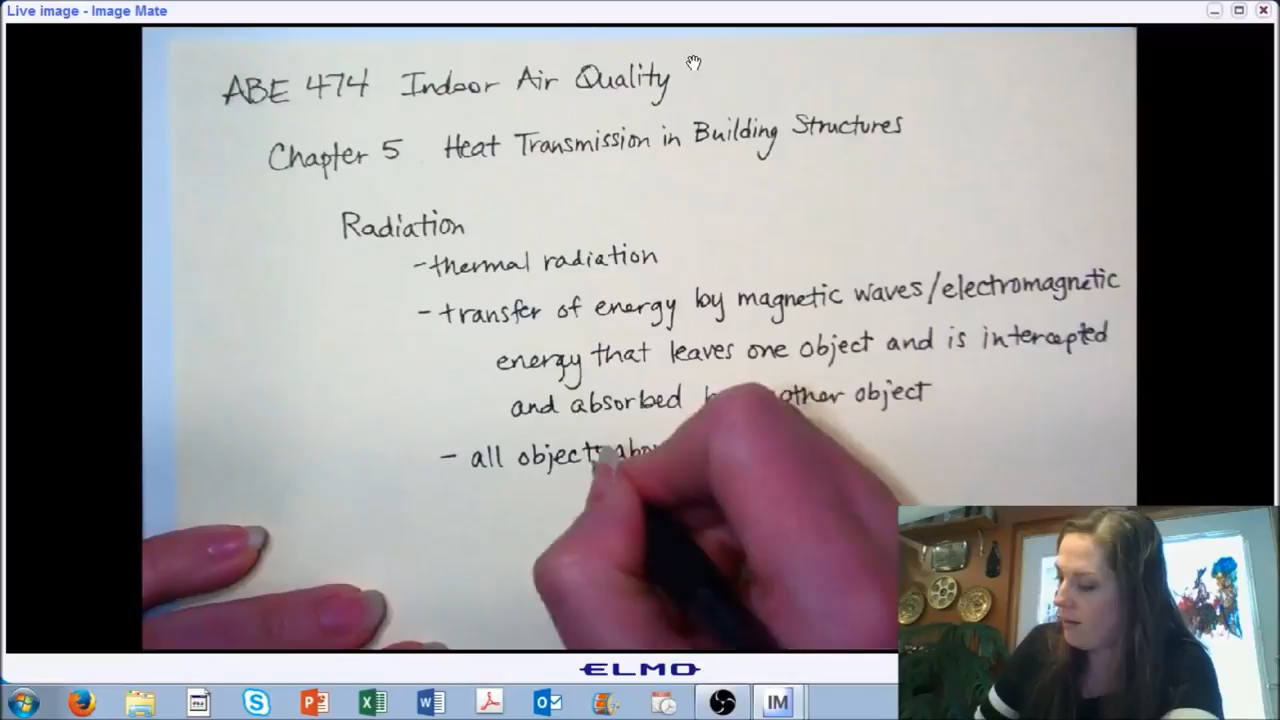 Live image - Image Mate
ABE 474 Indoor Air Quality
Chapter 5 Heat Transmission in Building Structures
Radiation
- thermal radiation
- transfer of energy by magnetic waves/electromagnetic
energy that leaves one object and is intercepted
and absorbed other object
- all objects
ELMO
IM